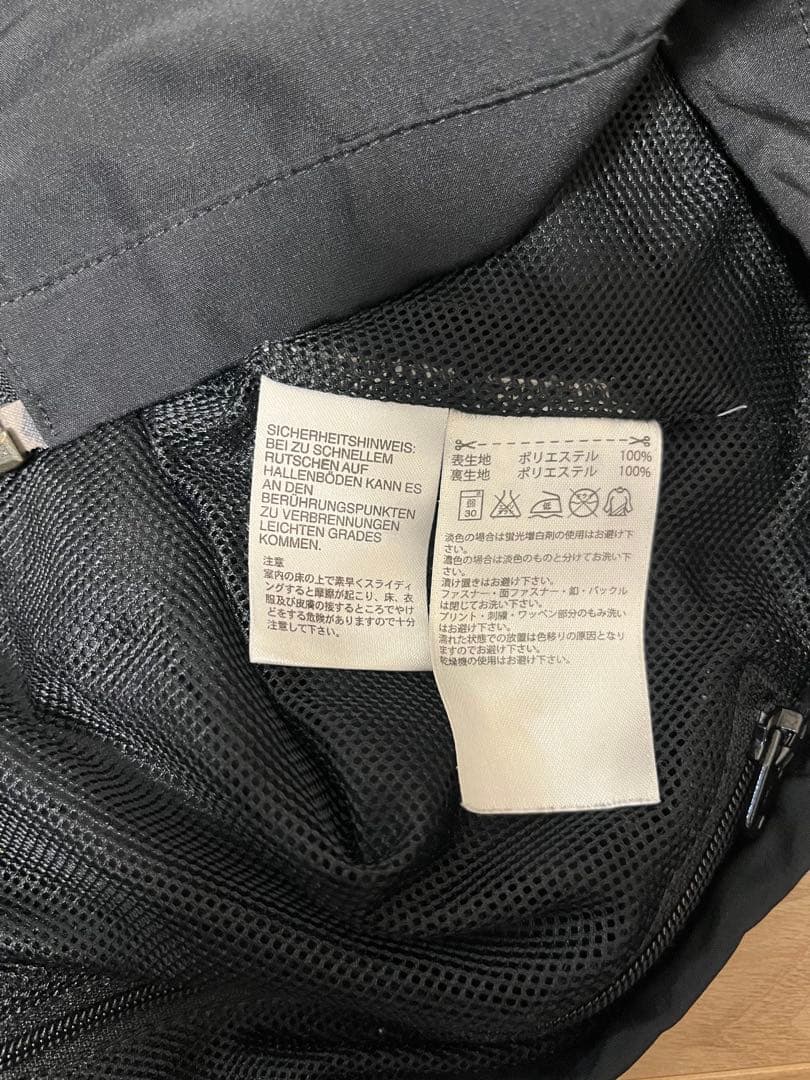 SICHERHEITSHINWEIS:
BEI ZU SCHNELLEM
RUTSCHEN AUF
HALLENBÖDEN KANN ES
AN DEN
BERÜHRUNGSPUNKTEN
ZU VERBRENNUNGEN
LEICHTEN GRADES
KOMMEN.
注意
室内の床の上で素早くスライディ
ングすると摩擦が起こり、床、衣
服及び皮膚の接するところでやけ
どをする危険がありますので十分
注意して下さい。
表生地 ポリエステル 100%
裏生地 ポリエステル 100%
弱
30
低
淡色の場合は蛍光増白剤の使用はお避け下
さい。
濃色の場合は淡色のものと分けてお洗い下
さい。
漬け置きはお避け下さい。
ファスナー・面ファスナー・釦・バックル
は閉じてお洗い下さい。
プリント・刺繍・ワッペン部分のもみ洗い
はお避け下さい。
濡れた状態での放置は色移りの原因となり
ますのでお避け下さい。
乾燥機の使用はお避け下さい。